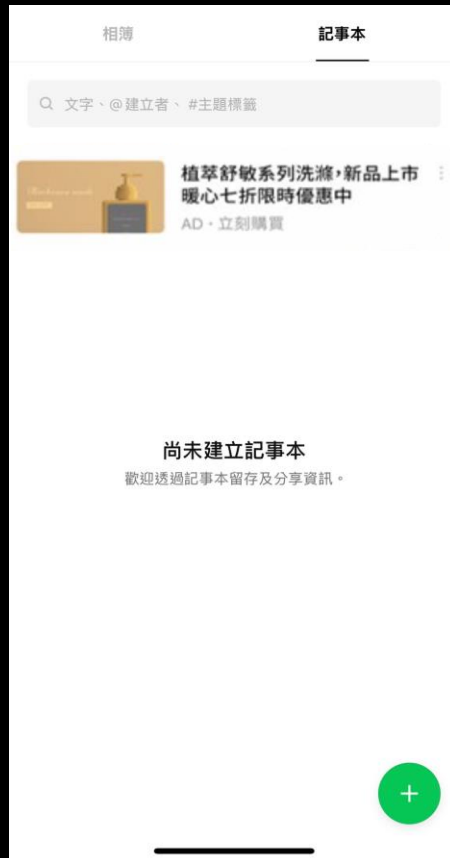 相簿
記事本
文字、@建立者、 #主題標籤
植萃舒敏系列洗滌,新品上市
暖心七折限時優惠中
AD・立刻購買
尚未建立記事本
歡迎透過記事本留存及分享資訊。